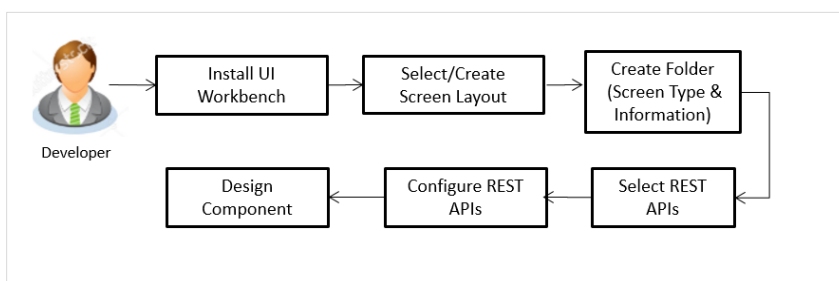 Developer
Install UI
Workbench
Select/Create
Screen Layout
Create Folder
(Screen Type &
Information)
Select REST
APIs
Configure REST
APIs
Design
Component